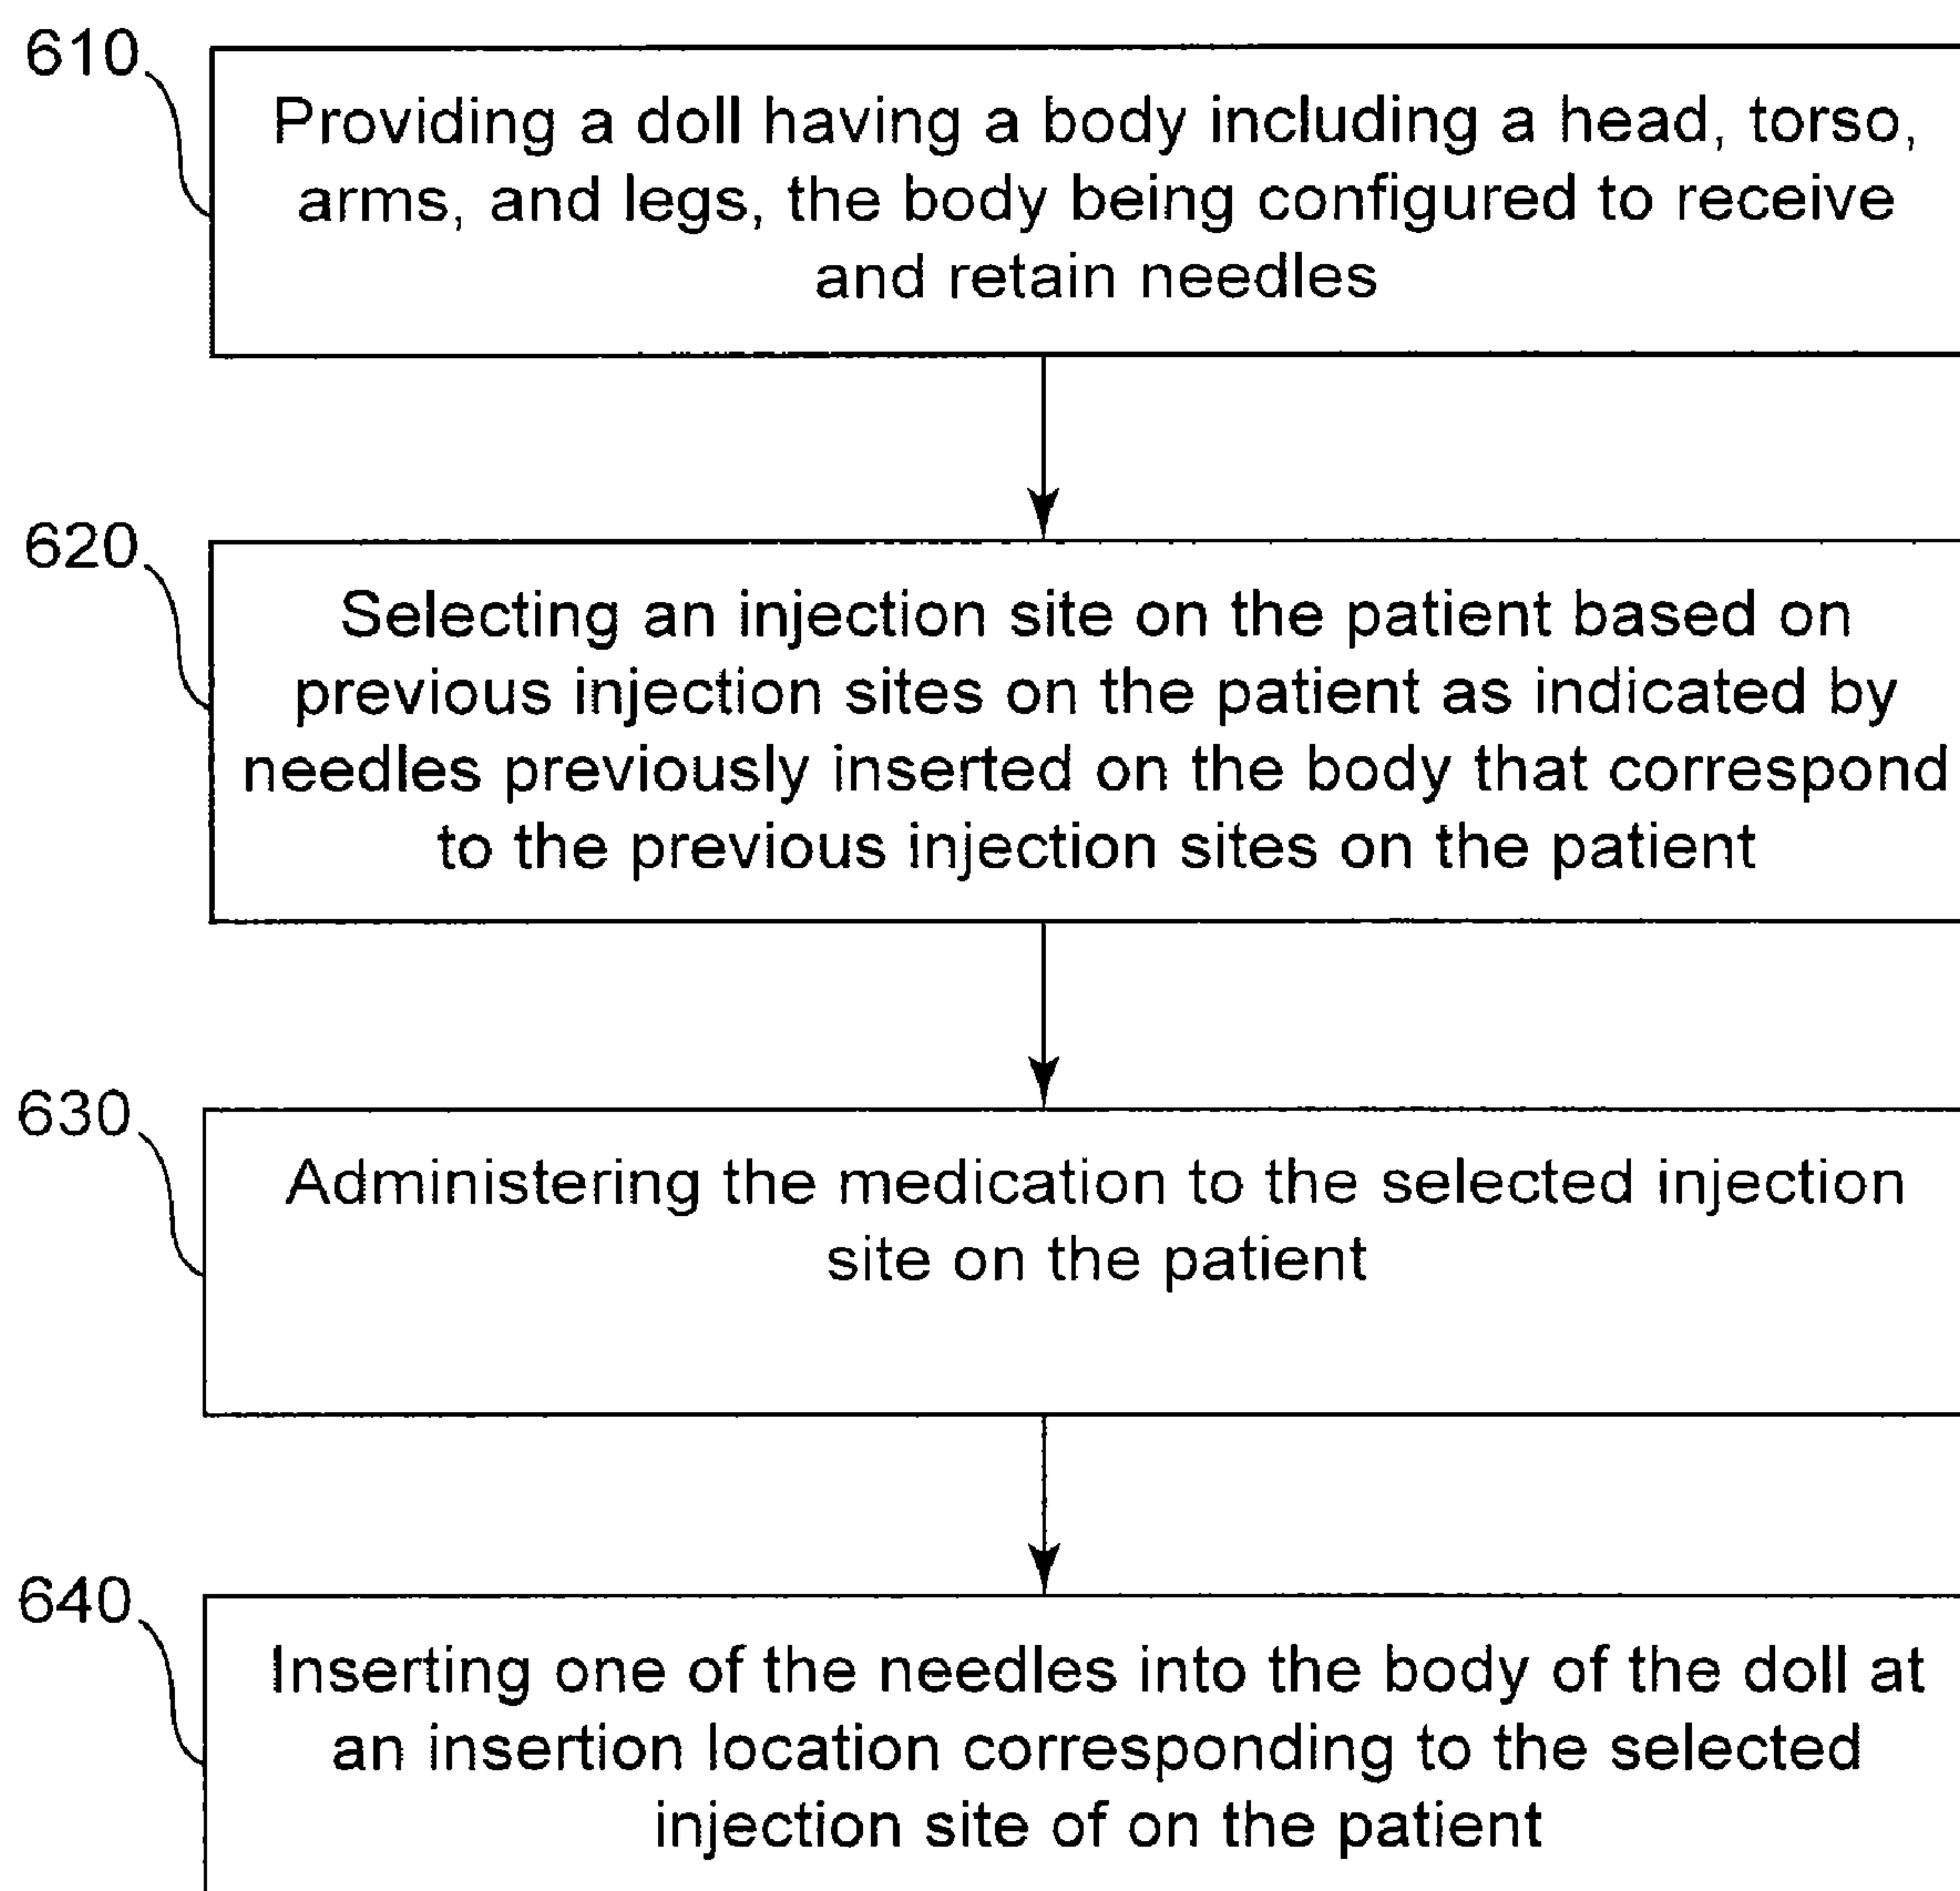 610
Providing a doll having a body including a head, torso,
arms, and legs, the body being configured to receive
and retain needles
620
Selecting an injection site on the patient based on
previous injection sites on the patient as indicated by
needles previously inserted on the body that correspond
to the previous injection sites on the patient
630
Administering the medication to the selected injection
site on the patient
640
Inserting one of the needles into the body of the doll at
an insertion location corresponding to the selected
injection site of on the patient